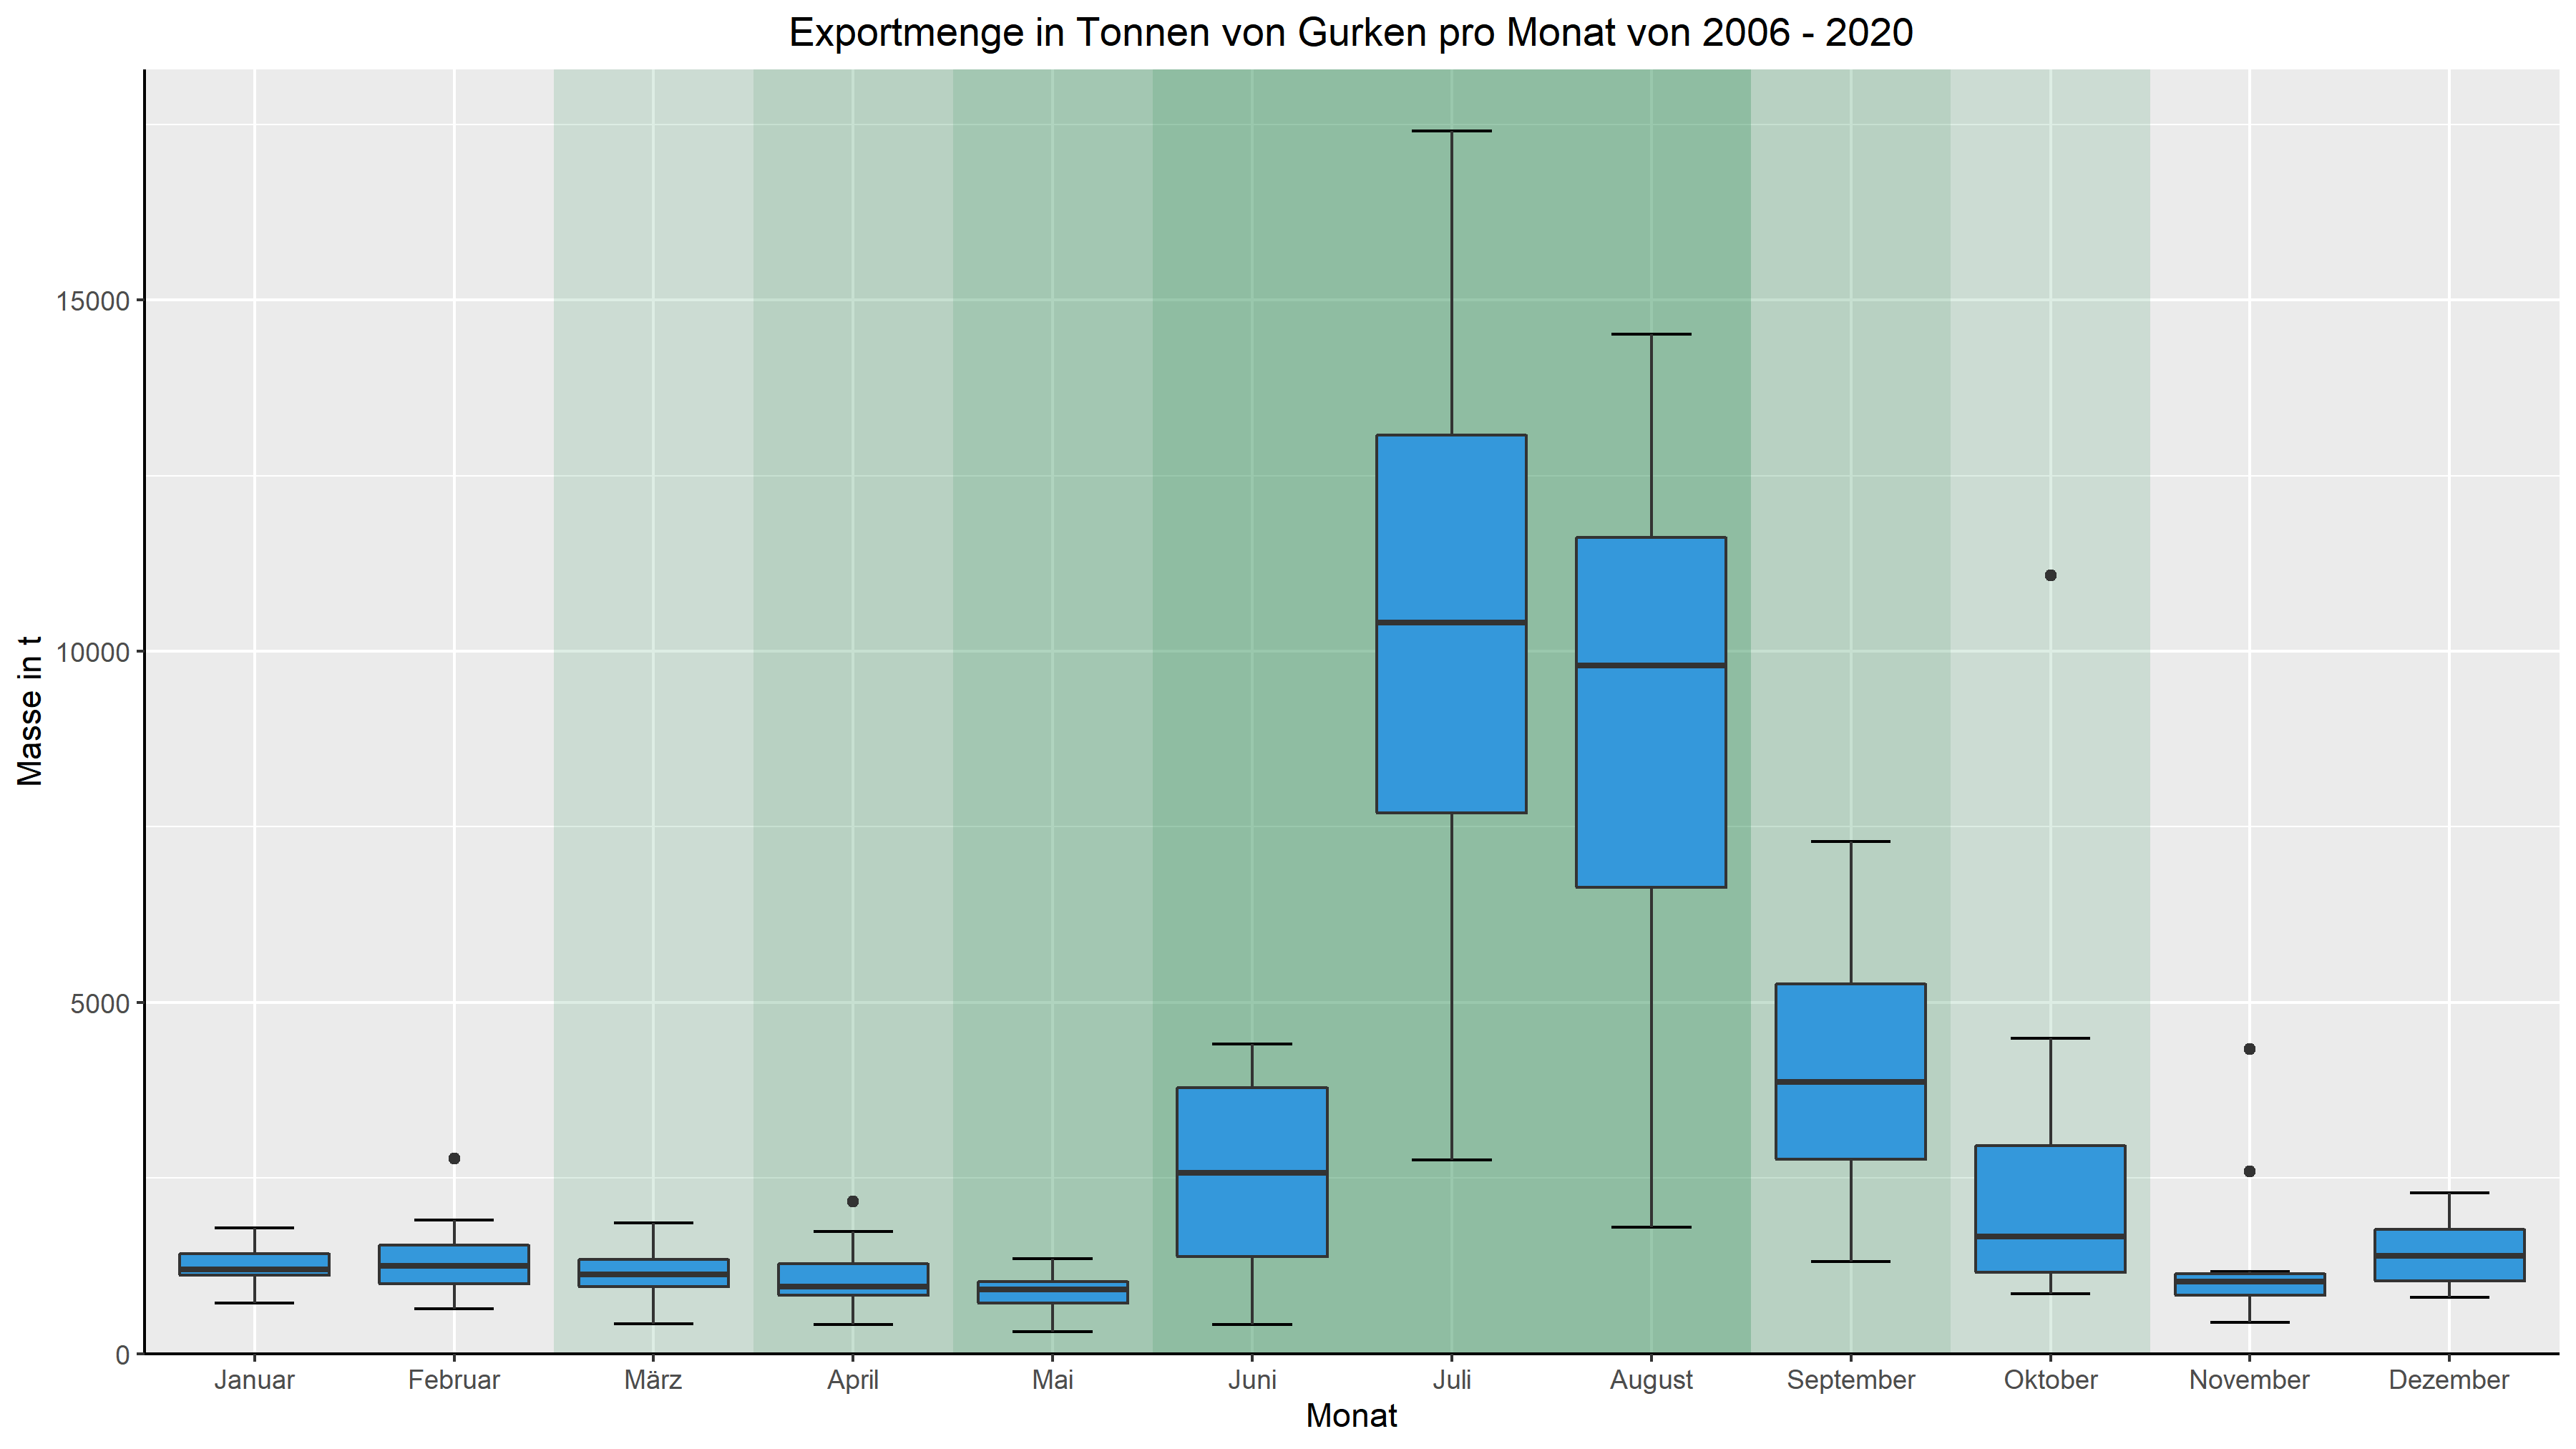 Exportmenge in Tonnen von Gurken pro Monat von 2006 - 2020
Masse in t
15000
10000
5000
0
Januar Februar März April Mai Juni Juli August September Oktober November Dezember
Monat